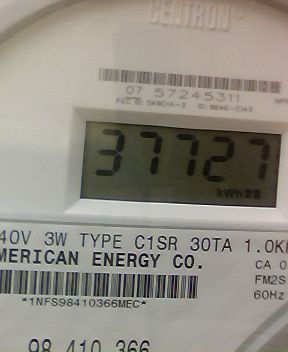 CENTRON®
07 57245311
37727
kWh
40V 3W TYPE C1SR 30TA 1.0K
MERICAN ENERGY CO.
CA 0
FM2S
60Hz
*1NFS98410366MEC*
98 410 366